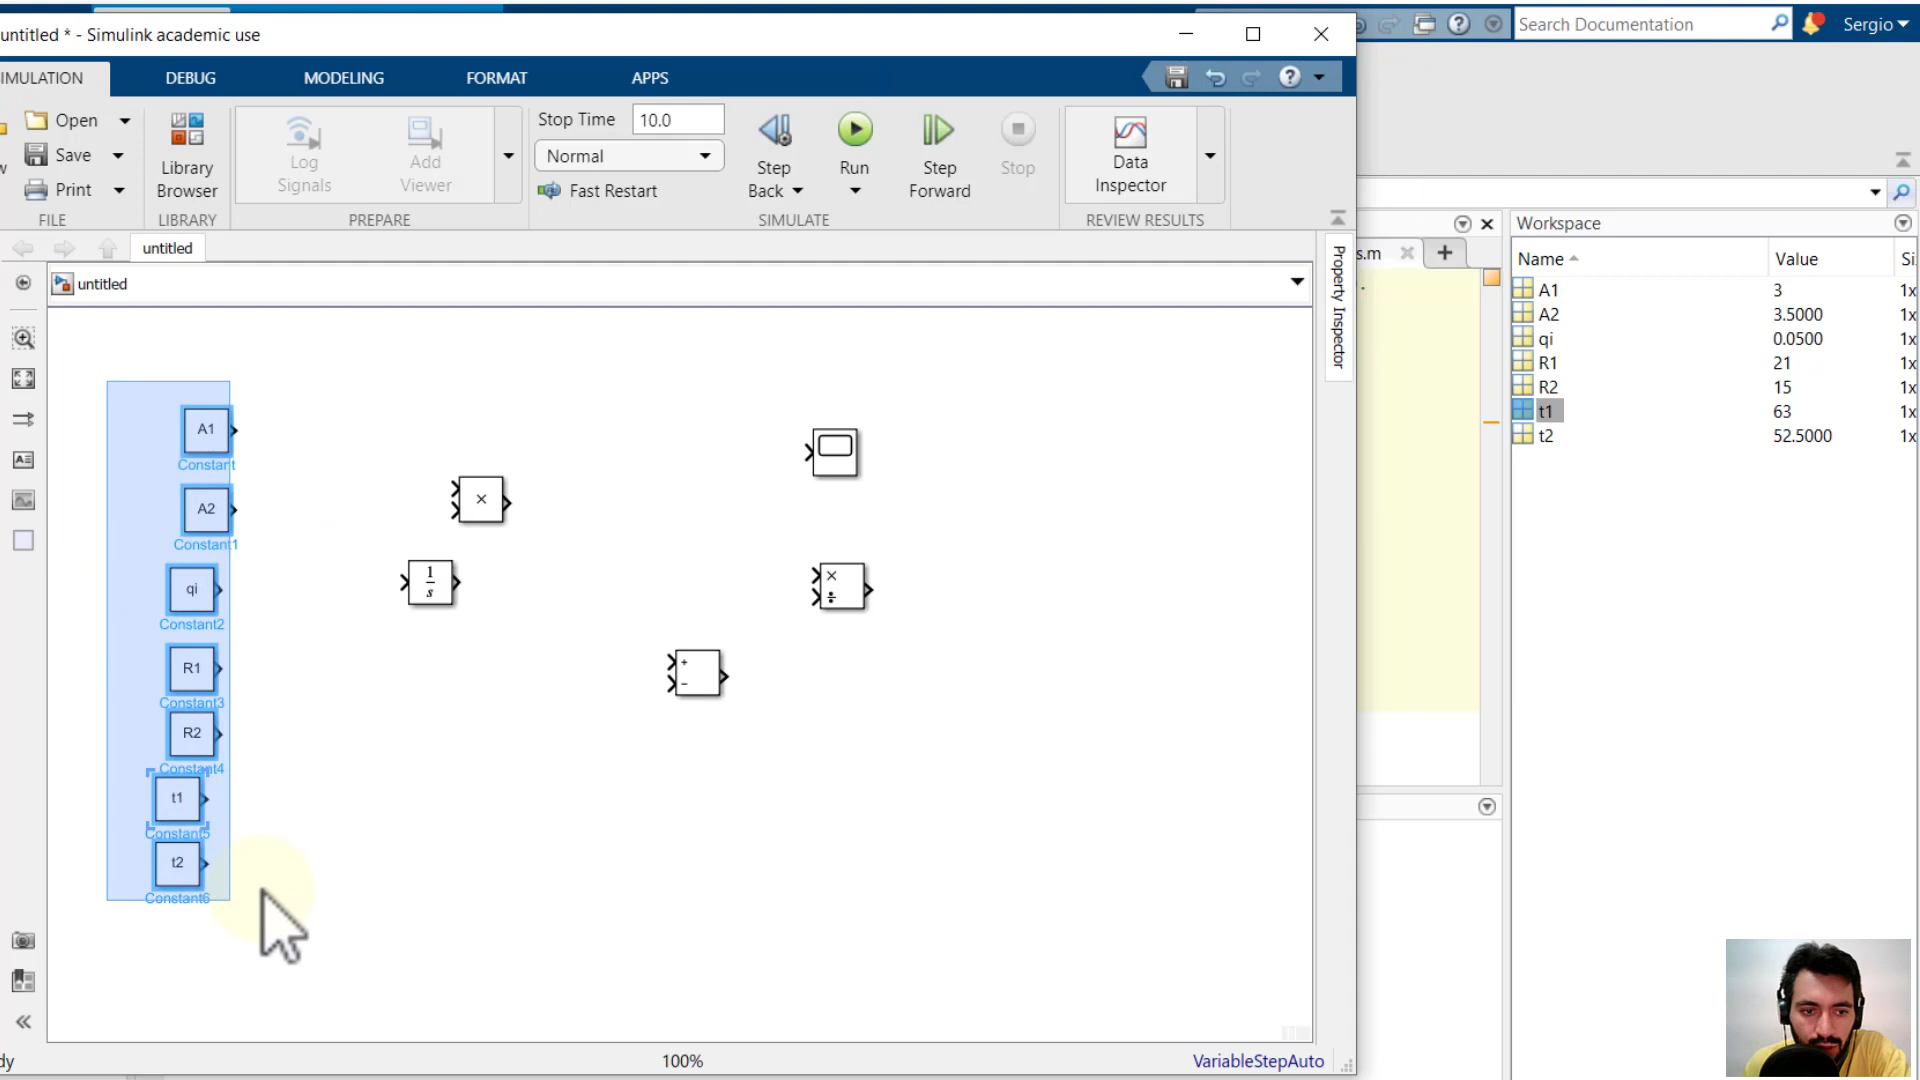 untitled * - Simulink academic use
Search Documentation
Sergio
IMULATION
DEBUG
MODELING
FORMAT
APPS
Open
Save
Print
FILE
Library
Browser
LIBRARY
Log
Signals
Add
Viewer
PREPARE
Stop Time
10.0
Normal
Fast Restart
Step
Back
Run
Step
Forward
Stop
SIMULATE
Data
Inspector
REVIEW RESULTS
untitled
untitled
Property Inspector
s.m
Workspace
Name
Value
Si
A1 3 1x
A2 3.5000 1x
qi 0.0500 1x
R1 21 1x
R2 15 1x
t1 63 1x
t2 52.5000 1x
A1
Constant
A2
Constant1
qi
Constant2
R1
Constant3
R2
Constant4
t1
Constant5
t2
Constant6
×
1
s
×
÷
+
−
dy
100%
VariableStepAuto